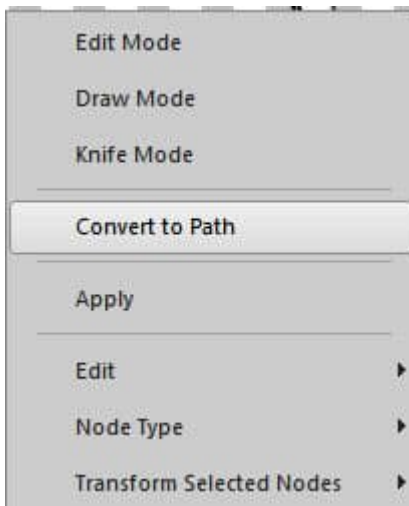 Edit Mode
Draw Mode
Knife Mode
Convert to Path
Apply
Edit
Node Type
Transform Selected Nodes